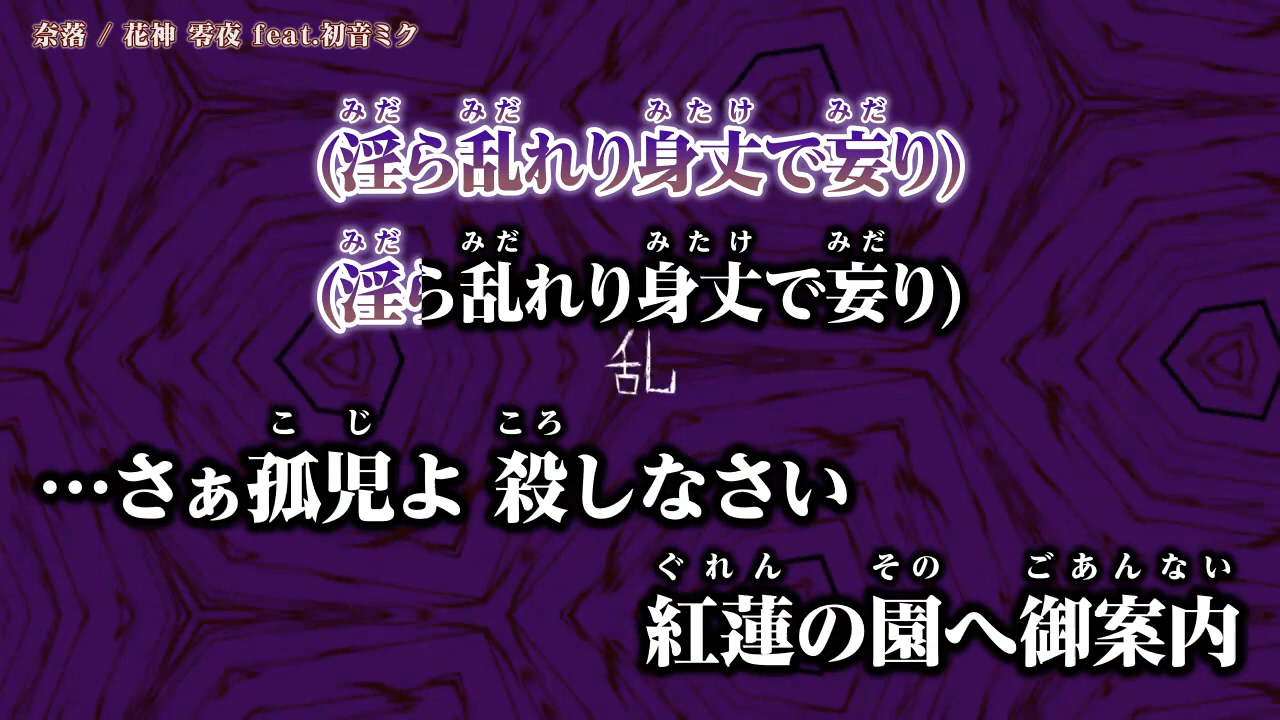 奈落 / 花神 零夜 feat.初音ミク
みだ みだ みたけ みだ
(淫ら乱れり身丈で妄り)
みだ みだ みたけ みだ
(淫ら乱れり身丈で妄り)
乱
こじ ころ
…さぁ孤児よ 殺しなさい
ぐれん その ごあんない
紅蓮の園へ御案内